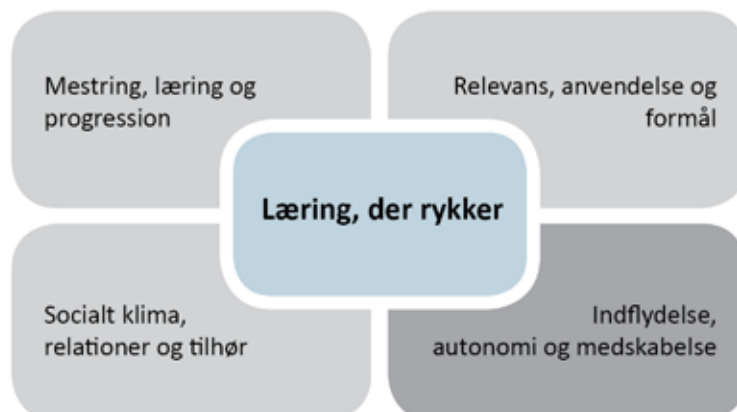 Mestring, læring og
progression
Relevans, anvendelse og
formål
Læring, der rykker
Socialt klima,
relationer og tilhør
Indflydelse,
autonomi og medskabelse